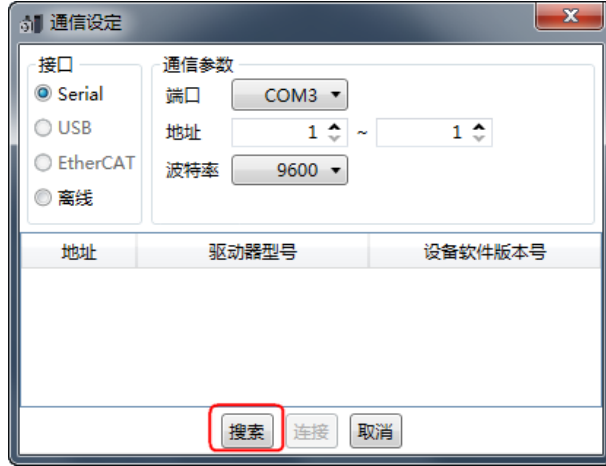 通信设定
接口
Serial
USB
EtherCAT
离线
通信参数
端口 COM3
地址 1 ~ 1
波特率 9600
地址 驱动器型号 设备软件版本号
搜索 连接 取消